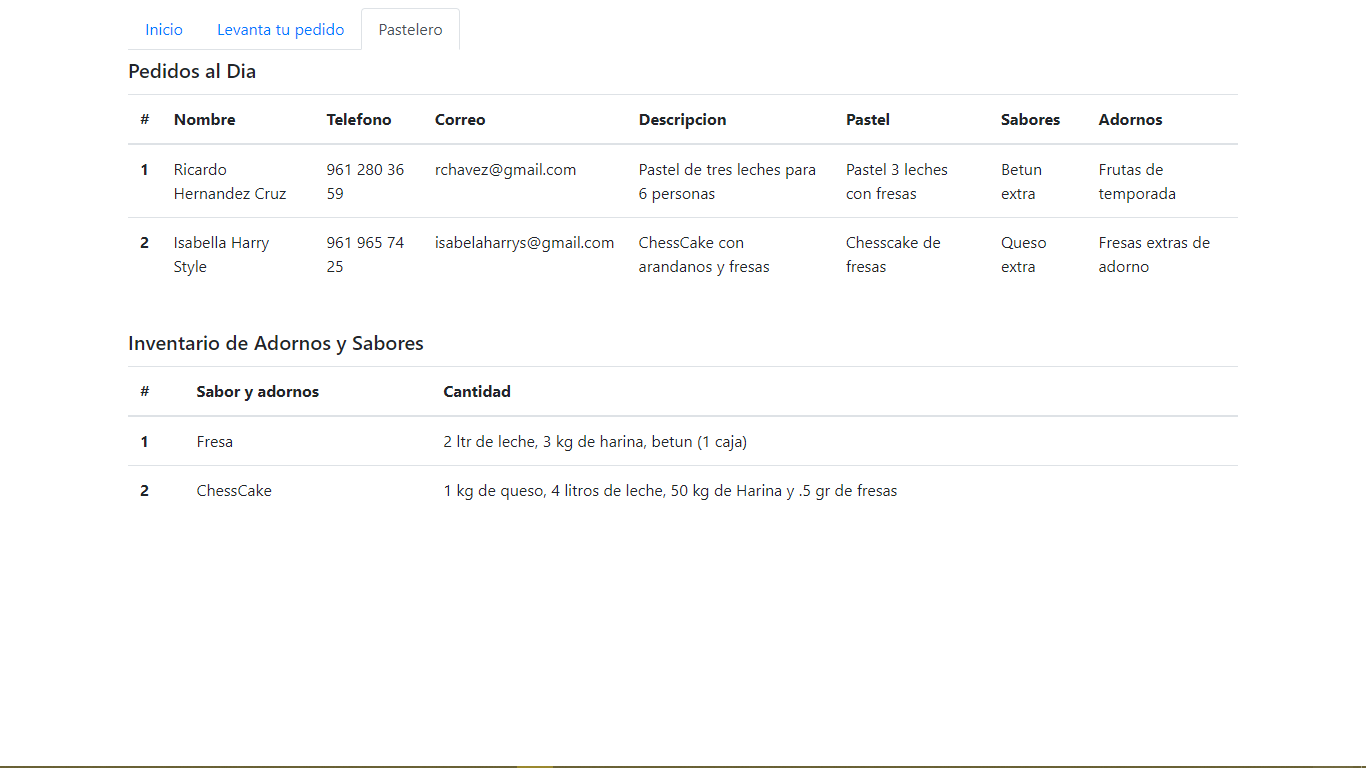 Inicio Levanta tu pedido Pastelero
Pedidos al Dia
# Nombre Telefono Correo Descripcion Pastel Sabores Adornos
1 Ricardo 961 280 36 rchavez@gmail.com Pastel de tres leches para Pastel 3 leches Betun Frutas de
Hernandez Cruz 59 6 personas con fresas extra temporada
2 Isabella Harry 961 965 74 isabelaharrys@gmail.com ChessCake con Chesscake de Queso Fresas extras de
Style 25 arandanos y fresas fresas extra adorno
Inventario de Adornos y Sabores
# Sabor y adornos Cantidad
1 Fresa 2 ltr de leche, 3 kg de harina, betun (1 caja)
2 ChessCake 1 kg de queso, 4 litros de leche, 50 kg de Harina y .5 gr de fresas